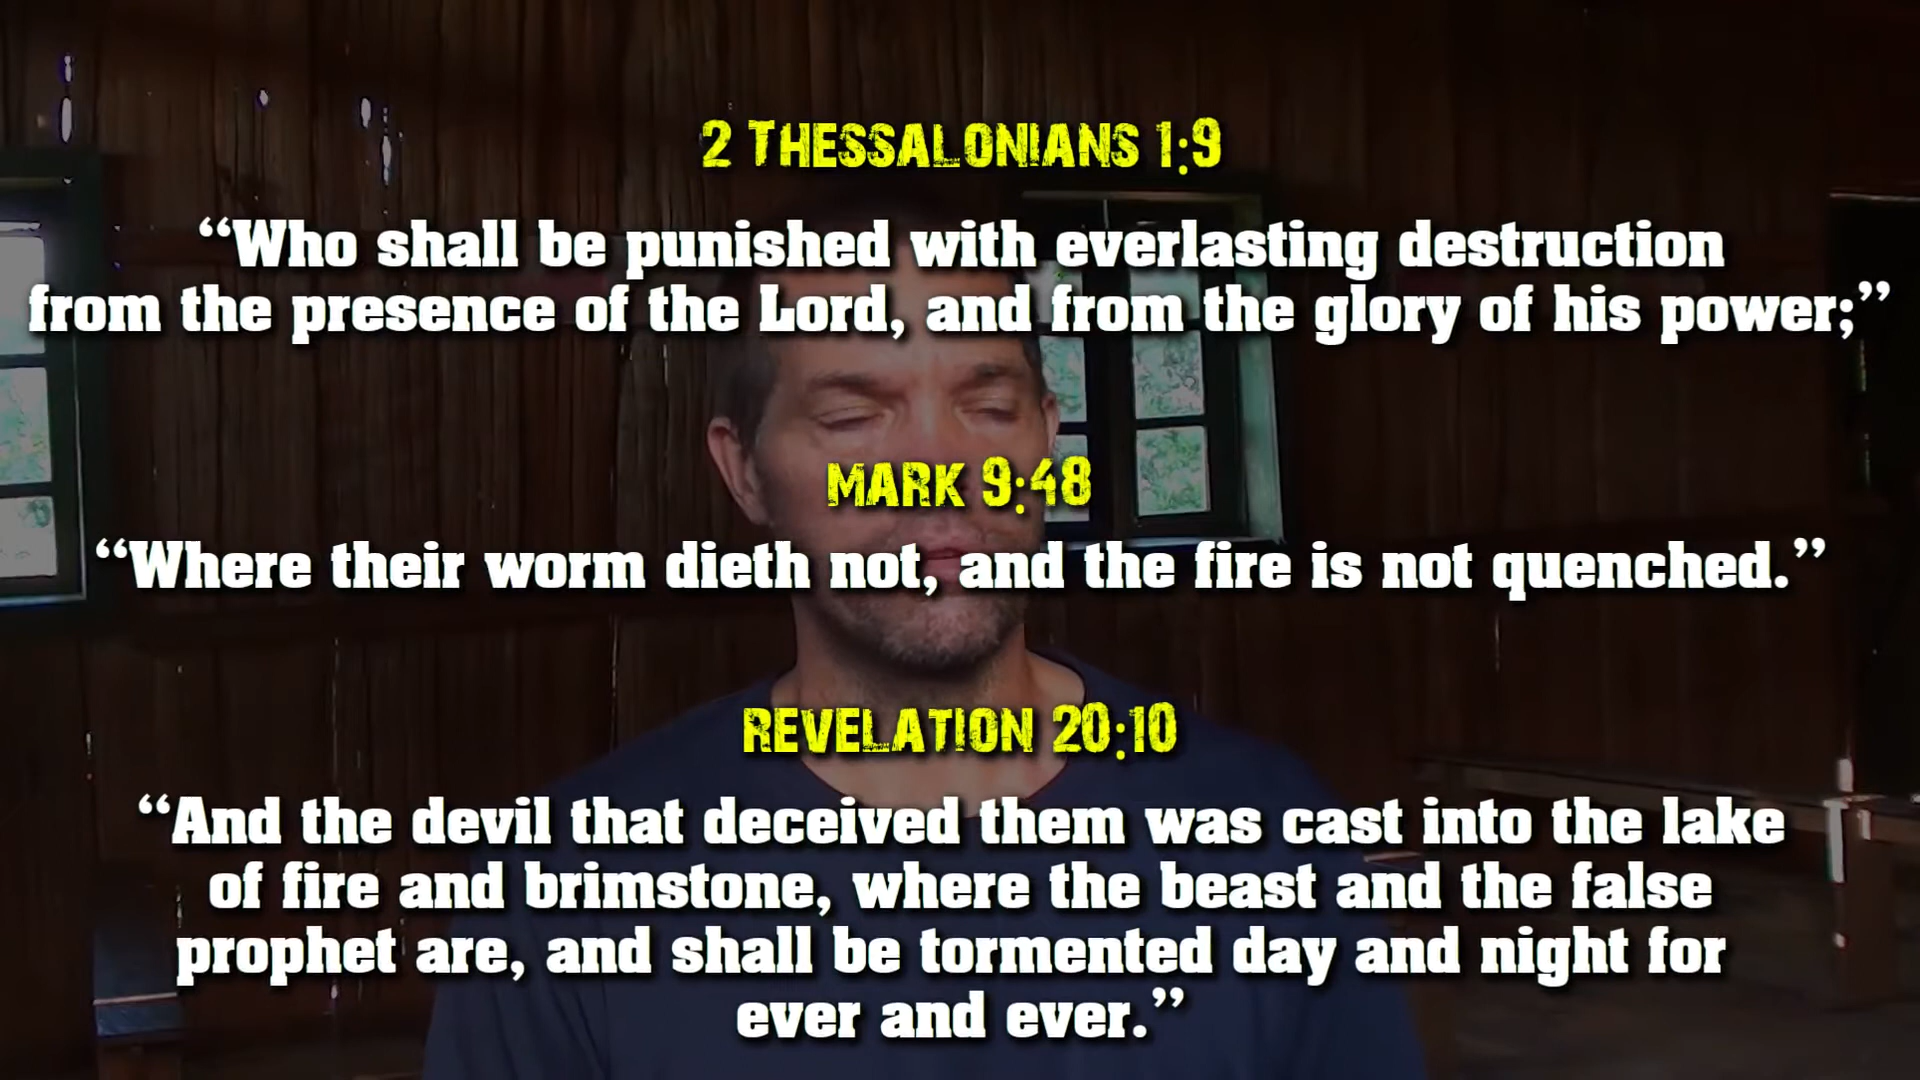 2 THESSALONIANS 1:9
“Who shall be punished with everlasting destruction
from the presence of the Lord, and from the glory of his power;”
MARK 9:48
“Where their worm dieth not, and the fire is not quenched.”
REVELATION 20:10
“And the devil that deceived them was cast into the lake
of fire and brimstone, where the beast and the false
prophet are, and shall be tormented day and night for
ever and ever.”